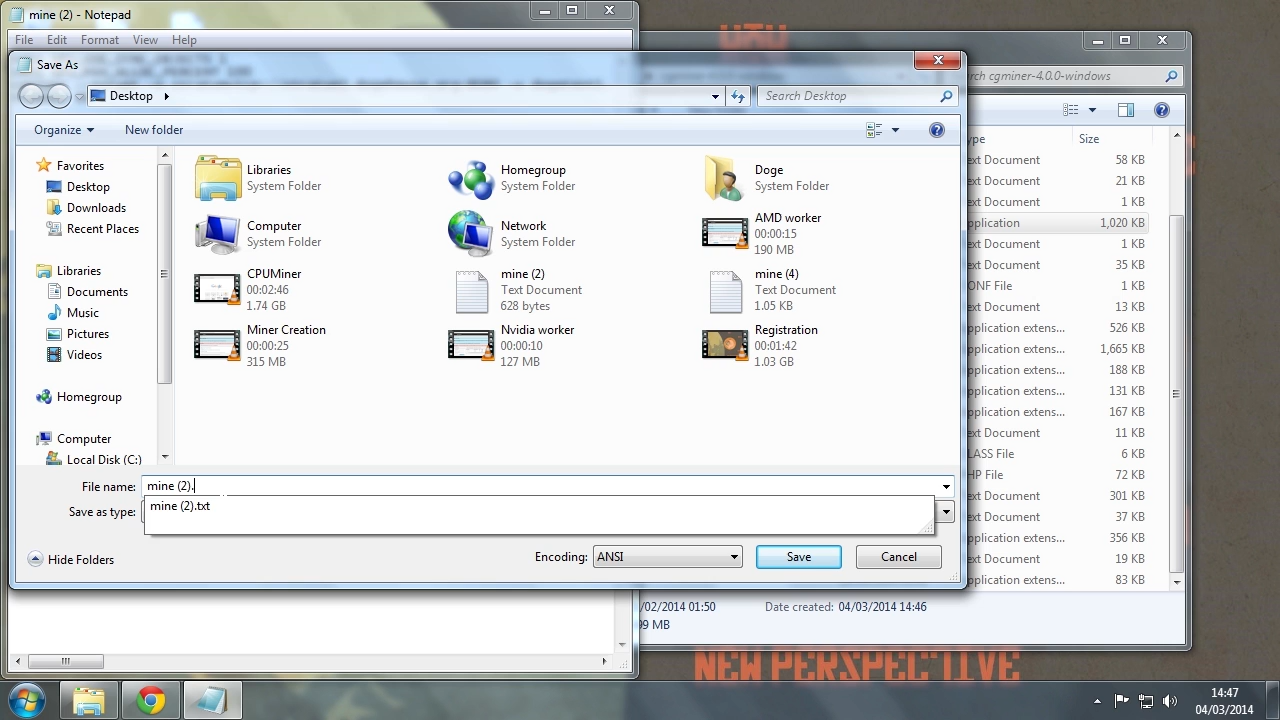 mine (2) - Notepad
File Edit Format View Help
Save As
Desktop
Search Desktop
Organize New folder
Favorites
Desktop
Downloads
Recent Places
Libraries
Documents
Music
Pictures
Videos
Homegroup
Computer
Local Disk (C:)
Libraries
System Folder
Homegroup
System Folder
Doge
System Folder
Computer
System Folder
Network
System Folder
AMD worker
00:00:15
190 MB
CPUMiner
00:02:46
1.74 GB
mine (2)
Text Document
628 bytes
mine (4)
Text Document
1.05 KB
Miner Creation
00:00:25
315 MB
Nvidia worker
00:00:10
127 MB
Registration
00:01:42
1.03 GB
File name: mine (2).
mine (2).txt
Save as type:
Hide Folders
Encoding: ANSI
Save Cancel
rch cgminer-4.0.0-windows
ype Size
ext Document 58 KB
ext Document 21 KB
ext Document 1 KB
pplication 1,020 KB
ext Document 1 KB
ext Document 35 KB
ONF File 1 KB
ext Document 13 KB
pplication extens... 526 KB
pplication extens... 1,665 KB
pplication extens... 188 KB
pplication extens... 131 KB
pplication extens... 167 KB
ext Document 11 KB
LASS File 6 KB
HP File 72 KB
ext Document 301 KB
ext Document 37 KB
pplication extens... 356 KB
ext Document 19 KB
pplication extens... 83 KB
/02/2014 01:50 Date created: 04/03/2014 14:46
99 MB
NEW PERSPECTIVE
14:47
04/03/2014